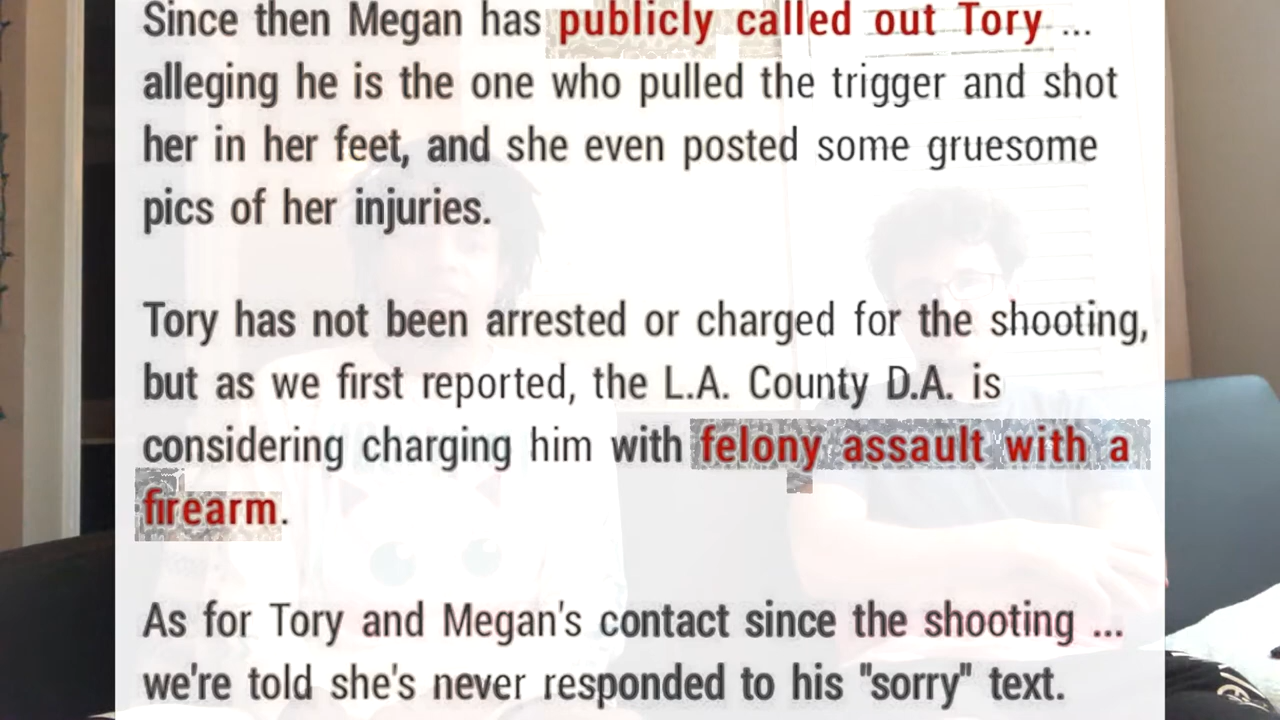 Since then Megan has publicly called out Tory ...
alleging he is the one who pulled the trigger and shot
her in her feet, and she even posted some gruesome
pics of her injuries.
Tory has not been arrested or charged for the shooting,
but as we first reported, the L.A. County D.A. is
considering charging him with felony assault with a
firearm.
As for Tory and Megan's contact since the shooting ...
we're told she's never responded to his "sorry" text.